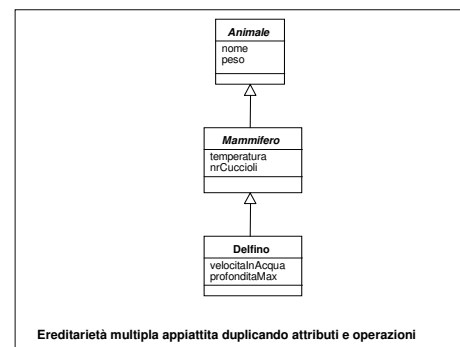 Animale
nome
peso
Mammifero
temperatura
nrCuccioli
Delfino
velocitaInAcqua
profonditaMax
Ereditarietà multipla appiattita duplicando attributi e operazioni